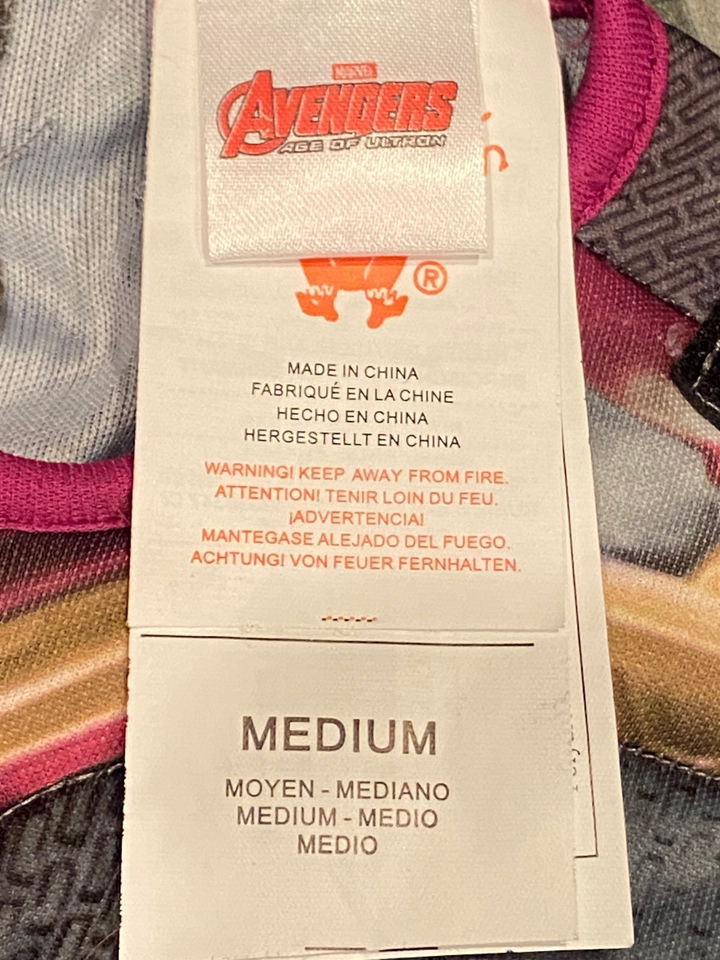 MARVEL
AVENGERS
AGE OF ULTRON
®
MADE IN CHINA
FABRIQUÉ EN LA CHINE
HECHO EN CHINA
HERGESTELLT EN CHINA
WARNING! KEEP AWAY FROM FIRE.
ATTENTION! TENIR LOIN DU FEU.
¡ADVERTENCIA!
MANTEGASE ALEJADO DEL FUEGO.
ACHTUNG! VON FEUER FERNHALTEN.
MEDIUM
MOYEN - MEDIANO
MEDIUM - MEDIO
MEDIO